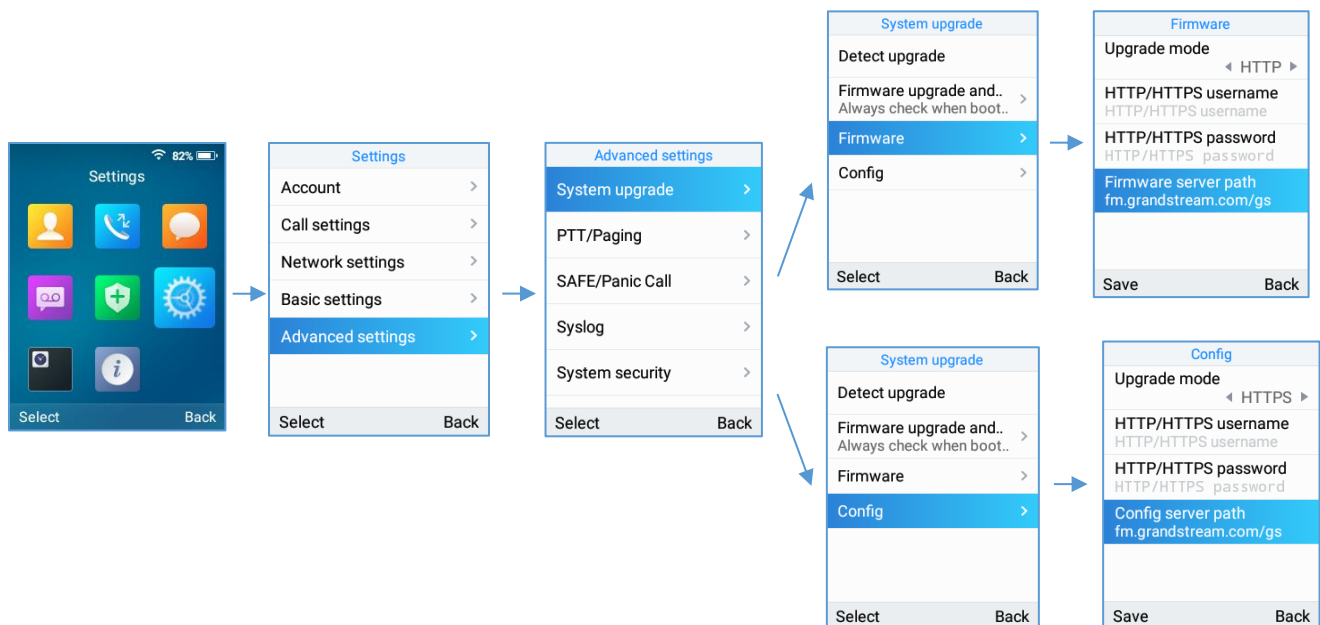 82%
Settings
Select Back
Settings
Account
Call settings
Network settings
Basic settings
Advanced settings
Select Back
Advanced settings
System upgrade
PTT/Paging
SAFE/Panic Call
Syslog
System security
Select Back
System upgrade
Detect upgrade
Firmware upgrade and..
Always check when boot..
Firmware
Config
Select Back
Firmware
Upgrade mode
HTTP
HTTP/HTTPS username
HTTP/HTTPS username
HTTP/HTTPS password
HTTP/HTTPS password
Firmware server path
fm.grandstream.com/gs
Save Back
System upgrade
Detect upgrade
Firmware upgrade and..
Always check when boot..
Firmware
Config
Select Back
Config
Upgrade mode
HTTPS
HTTP/HTTPS username
HTTP/HTTPS username
HTTP/HTTPS password
HTTP/HTTPS password
Config server path
fm.grandstream.com/gs
Save Back